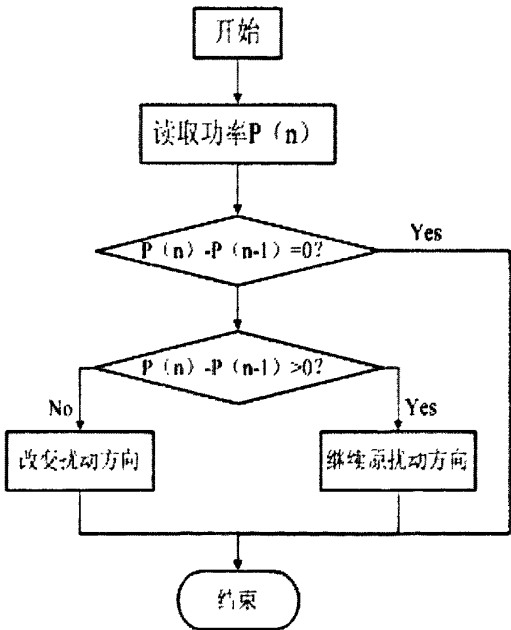 开始
读取功率P（n）
Yes
P（n）-P（n-1）=0?
P（n）-P（n-1）>0?
No
Yes
改变扰动方向
继续原扰动方向
结束